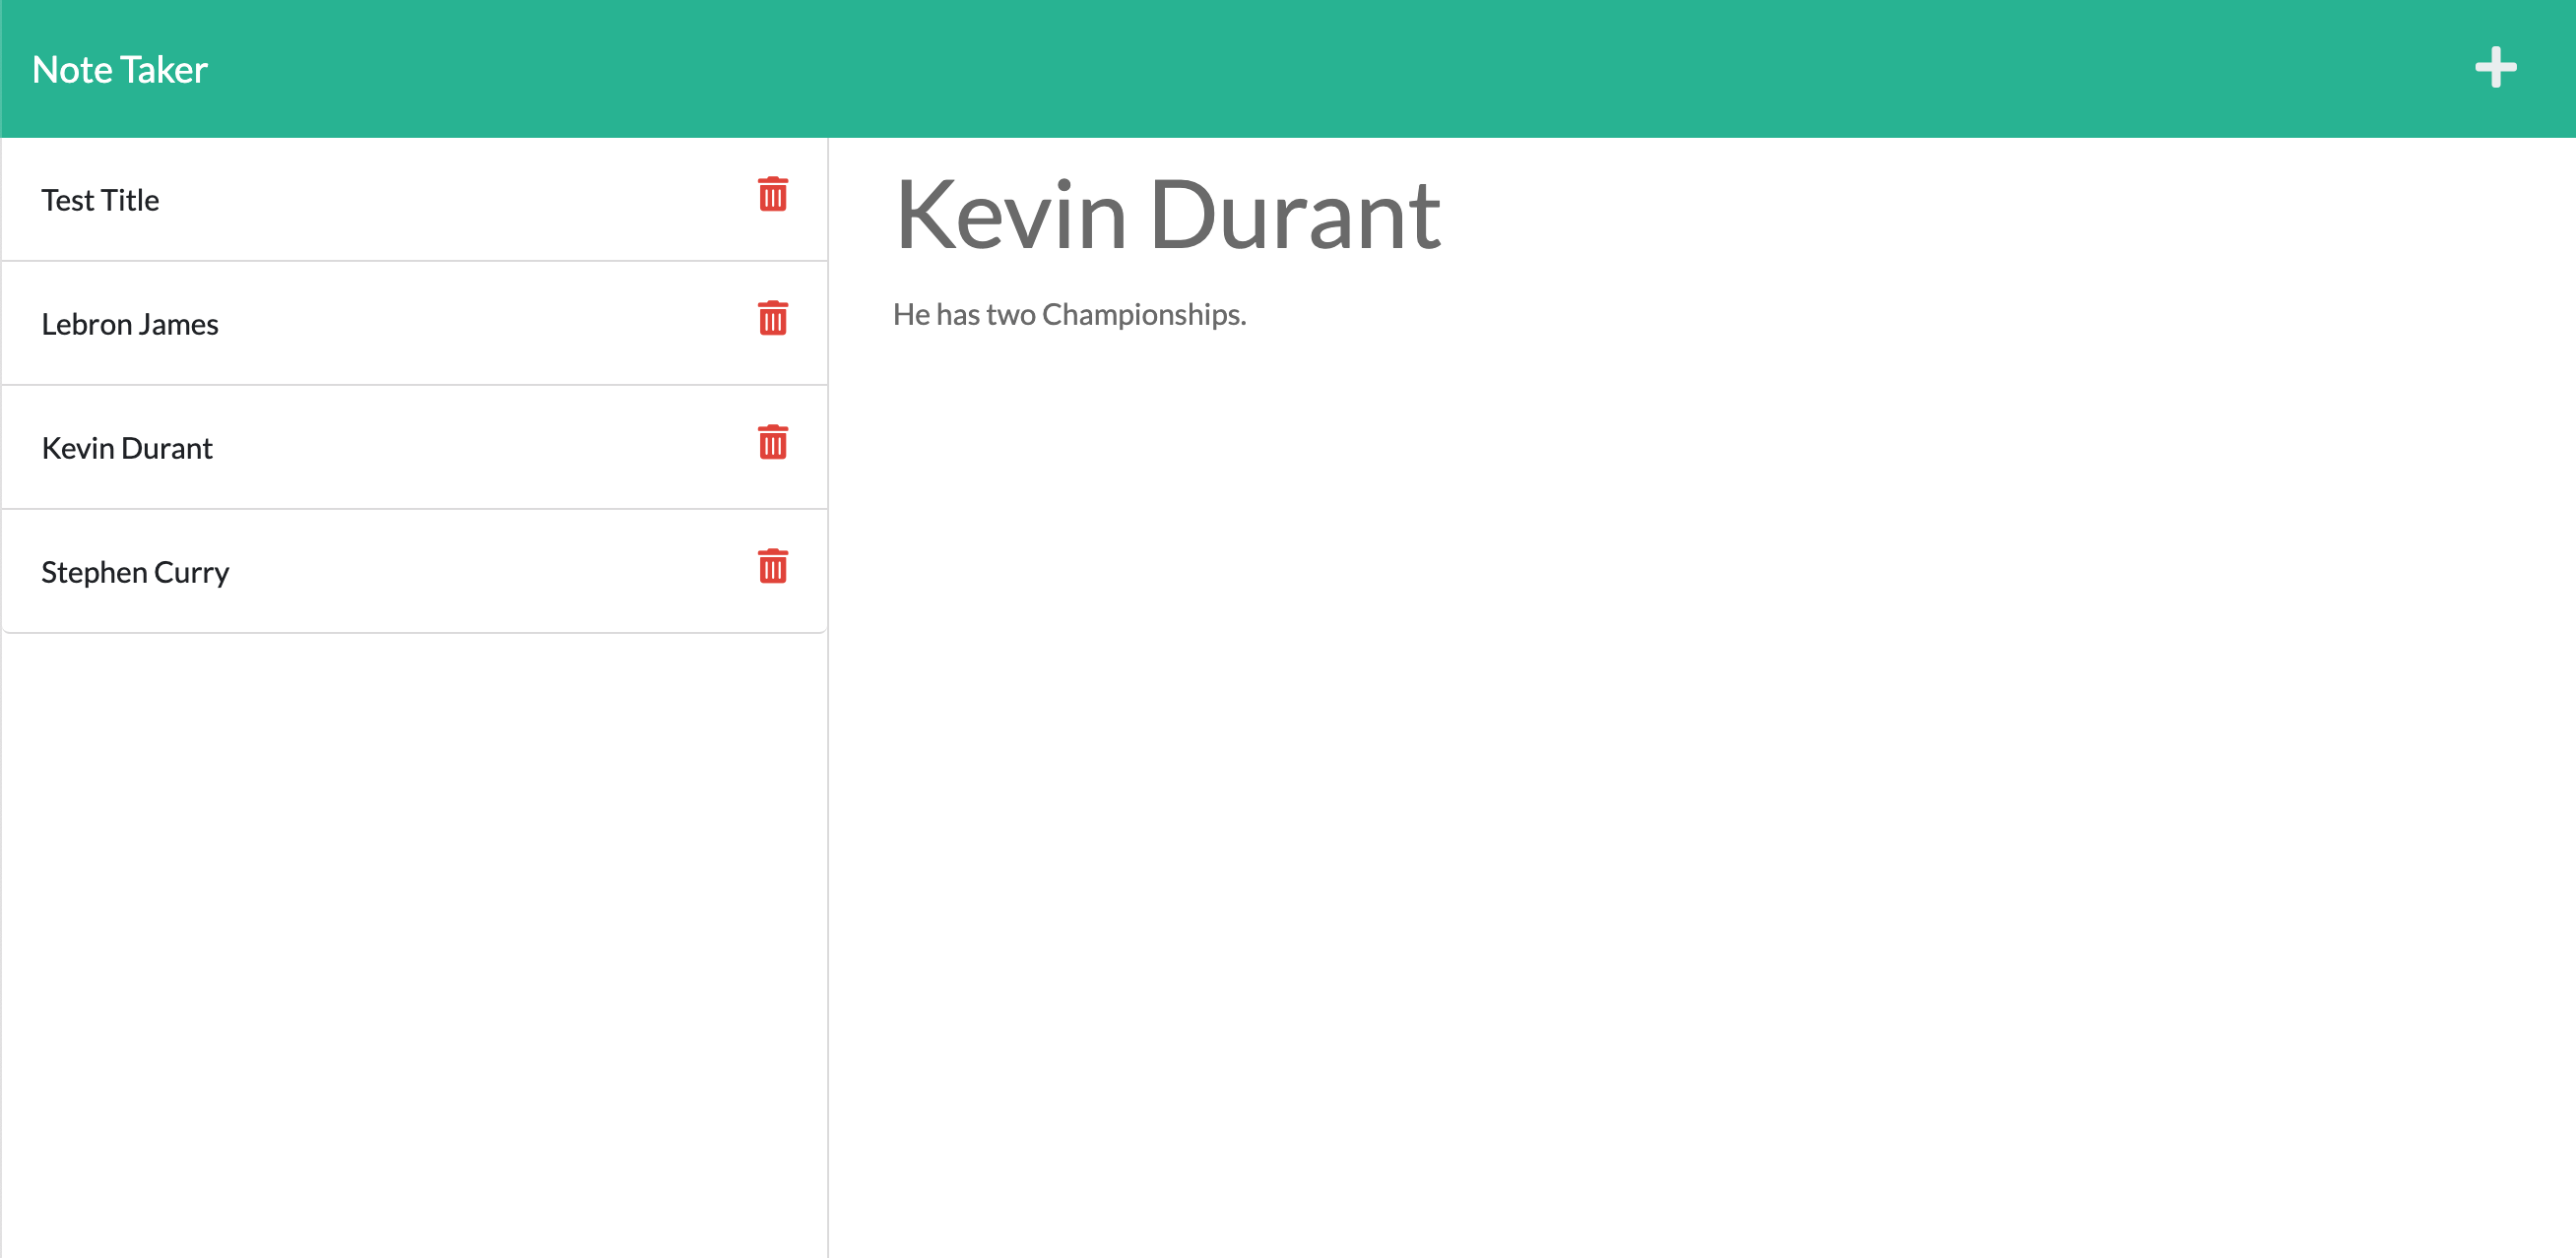 Note Taker
Test Title
Lebron James
Kevin Durant
Stephen Curry
Kevin Durant
He has two Championships.